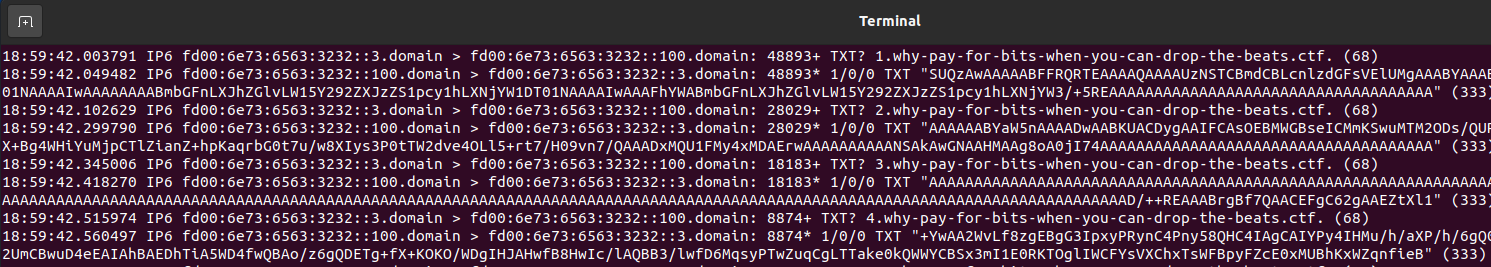 Terminal
18:59:42.003791 IP6 fd00:6e73:6563:3232::3.domain > fd00:6e73:6563:3232::100.domain: 48893+ TXT? 1.why-pay-for-bits-when-you-can-drop-the-beats.ctf. (68)
18:59:42.049482 IP6 fd00:6e73:6563:3232::100.domain > fd00:6e73:6563:3232::3.domain: 48893* 1/0/0 TXT "SUQzAwAAAAABFFRQRTEAAAAQAAAAUzNSTCBmdCBLcnlzdGFsVElUMgAAABYAAAB
01NAAAAIwAAAAAAAABmbGFnLXJhZGlvLW15Y292ZXJzZS1pcy1hLXNjYW1DT01NAAAAIwAAAFhYWABmbGFnLXJhZGlvLW15Y292ZXJzZS1pcy1hLXNjYW3/+5REAAAAAAAAAAAAAAAAAAAAAAAAAAAAAAAAAAAA" (333)
18:59:42.102629 IP6 fd00:6e73:6563:3232::3.domain > fd00:6e73:6563:3232::100.domain: 28029+ TXT? 2.why-pay-for-bits-when-you-can-drop-the-beats.ctf. (68)
18:59:42.299790 IP6 fd00:6e73:6563:3232::100.domain > fd00:6e73:6563:3232::3.domain: 28029* 1/0/0 TXT "AAAAAABYaW5nAAAADwAABKUACDygAAIFCAsOEBMWGBseICMmKSwuMTM2ODs/QUR
X+Bg4WHiYuMjpCTlZianZ+hpKaqrbG0t7u/w8XIys3P0tTW2dve4OLl5+rt7/H09vn7/QAAADxMQU1FMy4xMDAErwAAAAAAAAAANSAkAwGNAAHMAAg8oA0jI74AAAAAAAAAAAAAAAAAAAAAAAAAAAAAAAAAAAAA" (333)
18:59:42.345006 IP6 fd00:6e73:6563:3232::3.domain > fd00:6e73:6563:3232::100.domain: 18183+ TXT? 3.why-pay-for-bits-when-you-can-drop-the-beats.ctf. (68)
18:59:42.418270 IP6 fd00:6e73:6563:3232::100.domain > fd00:6e73:6563:3232::3.domain: 18183* 1/0/0 TXT "AAAAAAAAAAAAAAAAAAAAAAAAAAAAAAAAAAAAAAAAAAAAAAAAAAAAAAAAAAAAAAA
AAAAAAAAAAAAAAAAAAAAAAAAAAAAAAAAAAAAAAAAAAAAAAAAAAAAAAAAAAAAAAAAAAAAAAAAAAAAAAAAAAAAAAAAAAAAAAAAAAAAAAAAAAAAAAAAAAAAAAAAAAAAD/++REAAABrgBf7QAACEFgC62gAAEZtXl1" (333)
18:59:42.515974 IP6 fd00:6e73:6563:3232::3.domain > fd00:6e73:6563:3232::100.domain: 8874+ TXT? 4.why-pay-for-bits-when-you-can-drop-the-beats.ctf. (68)
18:59:42.560497 IP6 fd00:6e73:6563:3232::100.domain > fd00:6e73:6563:3232::3.domain: 8874* 1/0/0 TXT "+YwAA2WvLf8zgEBgG3IpxyPRynC4Pny58QHC4IAgCAIYPy4IHMu/h/aXP/h/6gQO
2UmCBwuD4eEAIAhBAEDhTiA5WD4fwQBAo/z6gQDETg+fX+KOKO/WDgIHJAHwfB8HwIc/lAQBB3/lwfD6MqsyPTwZuqCgLTTake0kQWWYCBSx3mI1E0RKTOglIWCFYsVXChxTsWFBpyFZcE0xMUBhKxWZqnfieB" (333)